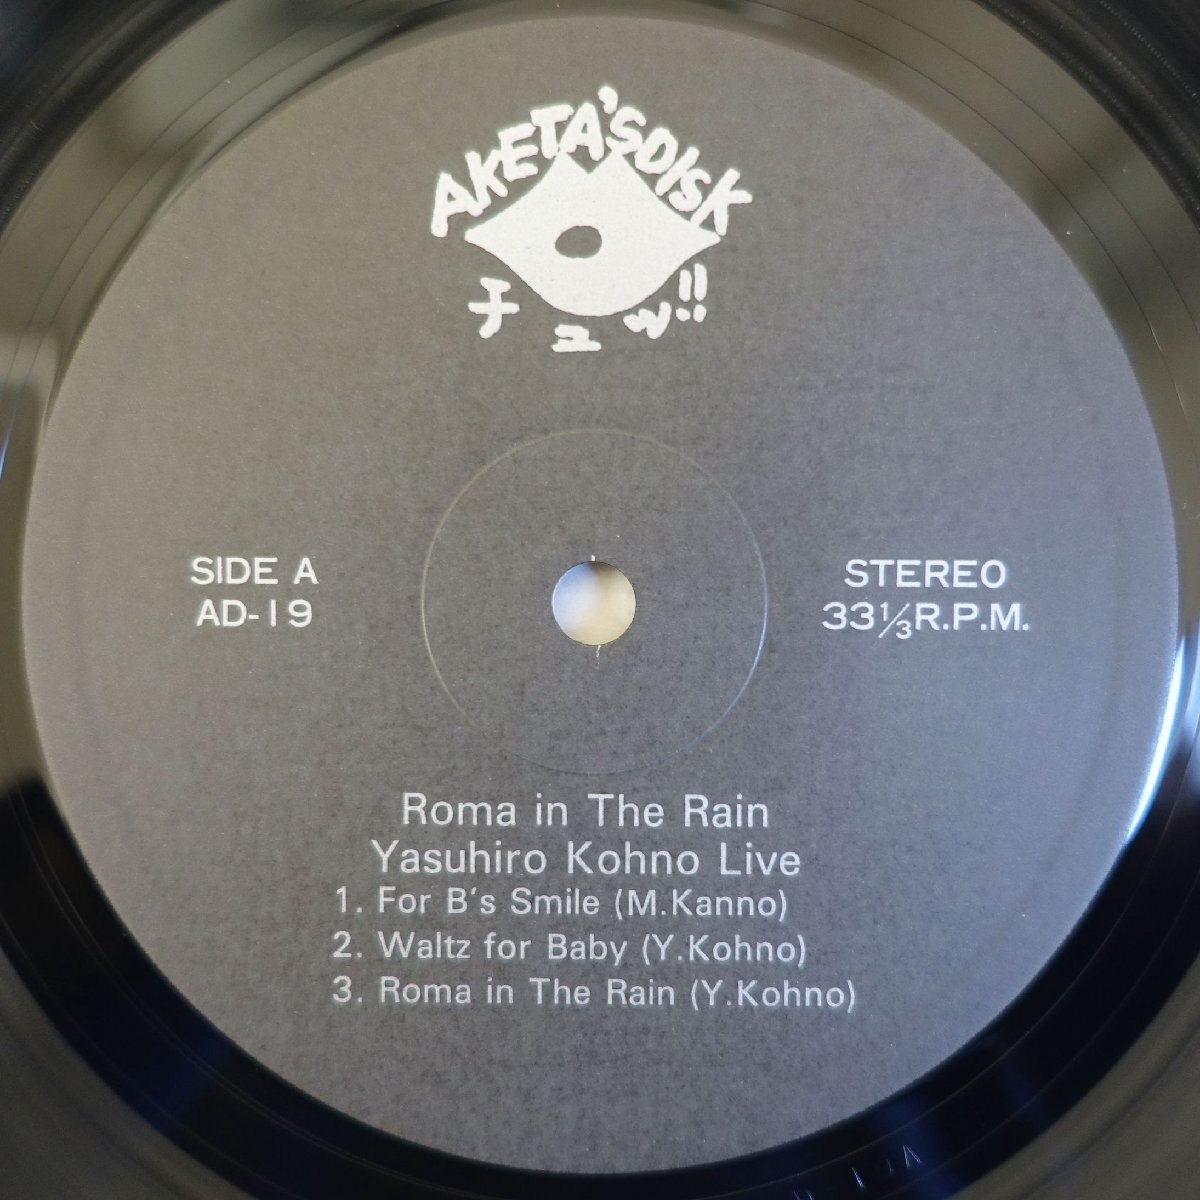 AKETA'S DISK
チュッ!!
SIDE A
AD-19
STEREO
33⅓R.P.M.
Roma in The Rain
Yasuhiro Kohno Live
1. For B's Smile (M.Kanno)
2. Waltz for Baby (Y.Kohno)
3. Roma in The Rain (Y.Kohno)